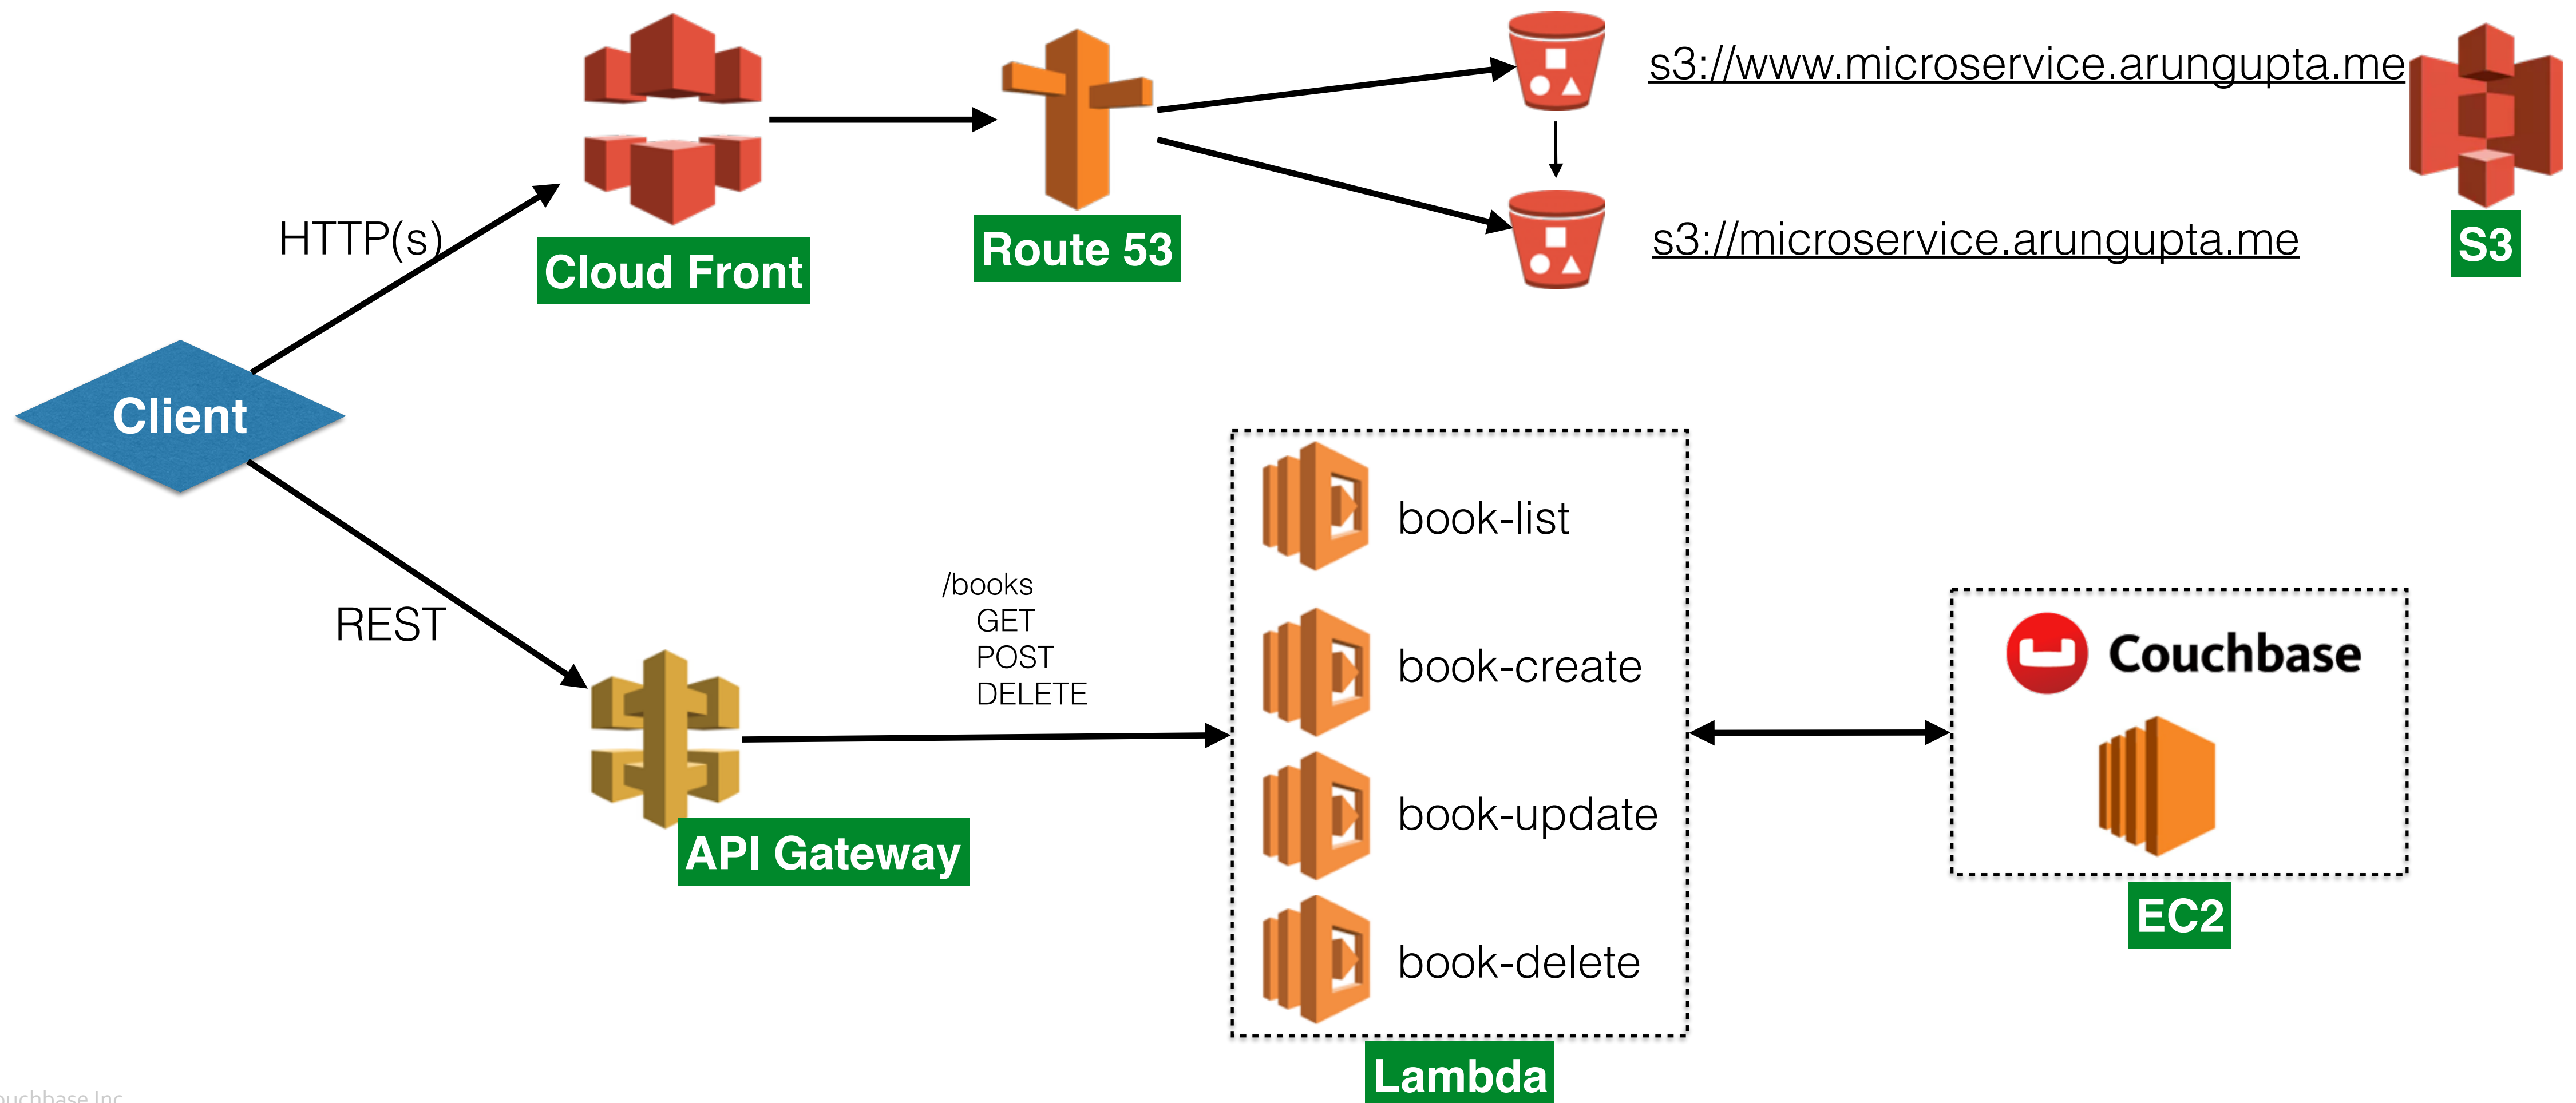 s3://www.microservice.arungupta.me
HTTP(s)
Cloud Front
Route 53
s3://microservice.arungupta.me
S3
Client
REST
/books
GET
POST
DELETE
API Gateway
book-list
book-create
book-update
book-delete
Lambda
Couchbase
EC2
Inc